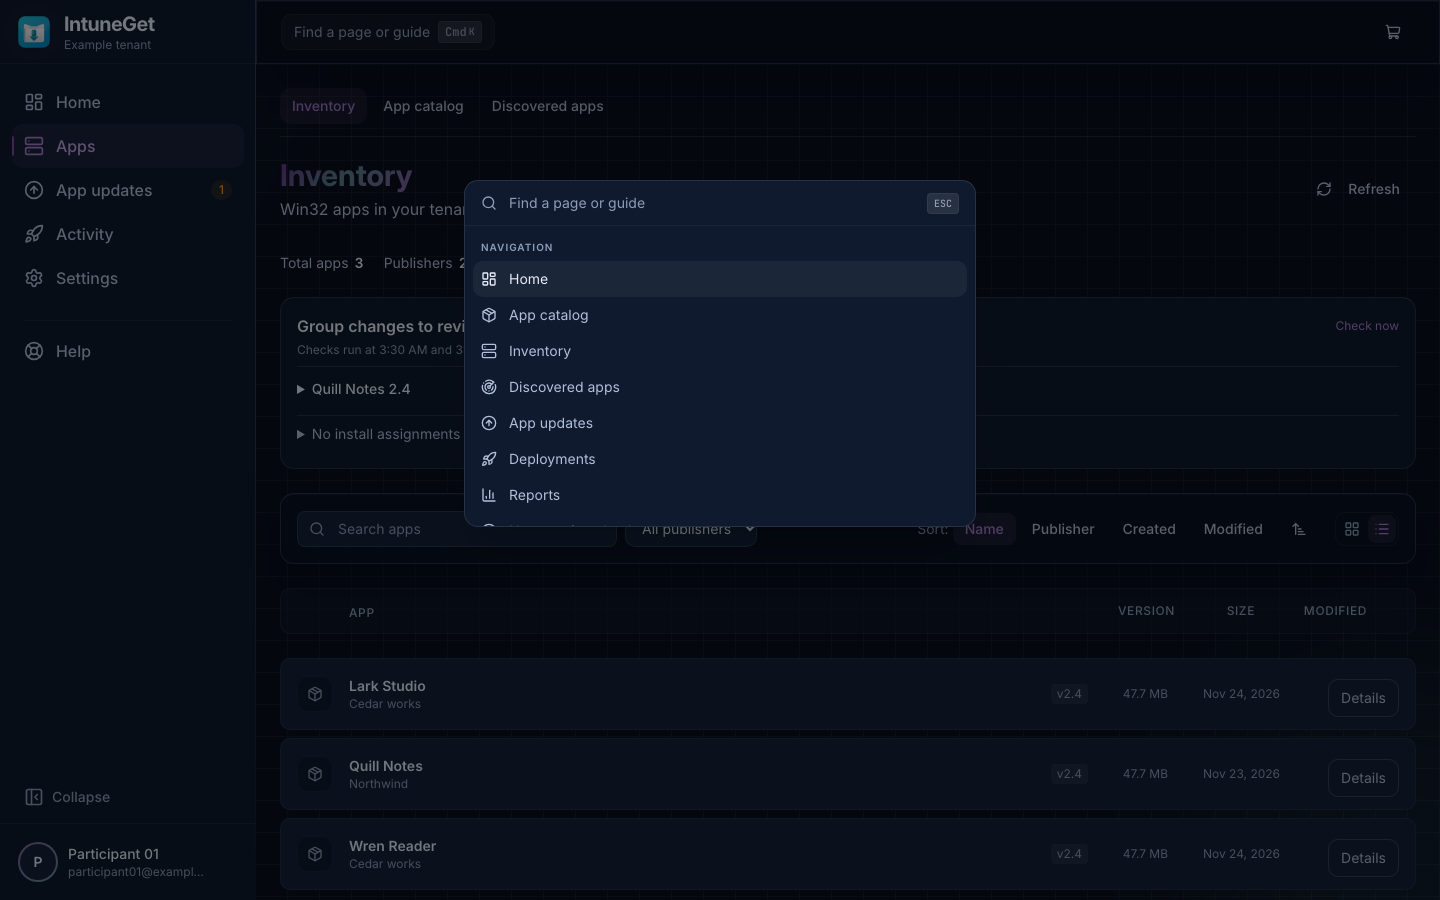 IntuneGet
Example tenant
Find a page or guide Cmd K
Home
Apps
App updates 1
Activity
Settings
Help
Collapse
P
Participant 01
participant01@exampl...
Inventory App catalog Discovered apps
Inventory
Win32 apps in your
Refresh
Total apps 3 Publishers
Group changes to
Checks run at 3:30 AM and
Check now
Quill Notes 2.4
No install assignments
Find a page or guide ESC
NAVIGATION
Home
App catalog
Inventory
Discovered apps
App updates
Deployments
Reports
Search apps All publishers Sort: Name Publisher Created Modified
APP VERSION SIZE MODIFIED
Lark Studio
Cedar works
v2.4 47.7 MB Nov 24, 2026 Details
Quill Notes
Northwind
v2.4 47.7 MB Nov 23, 2026 Details
Wren Reader
Cedar works
v2.4 47.7 MB Nov 24, 2026 Details